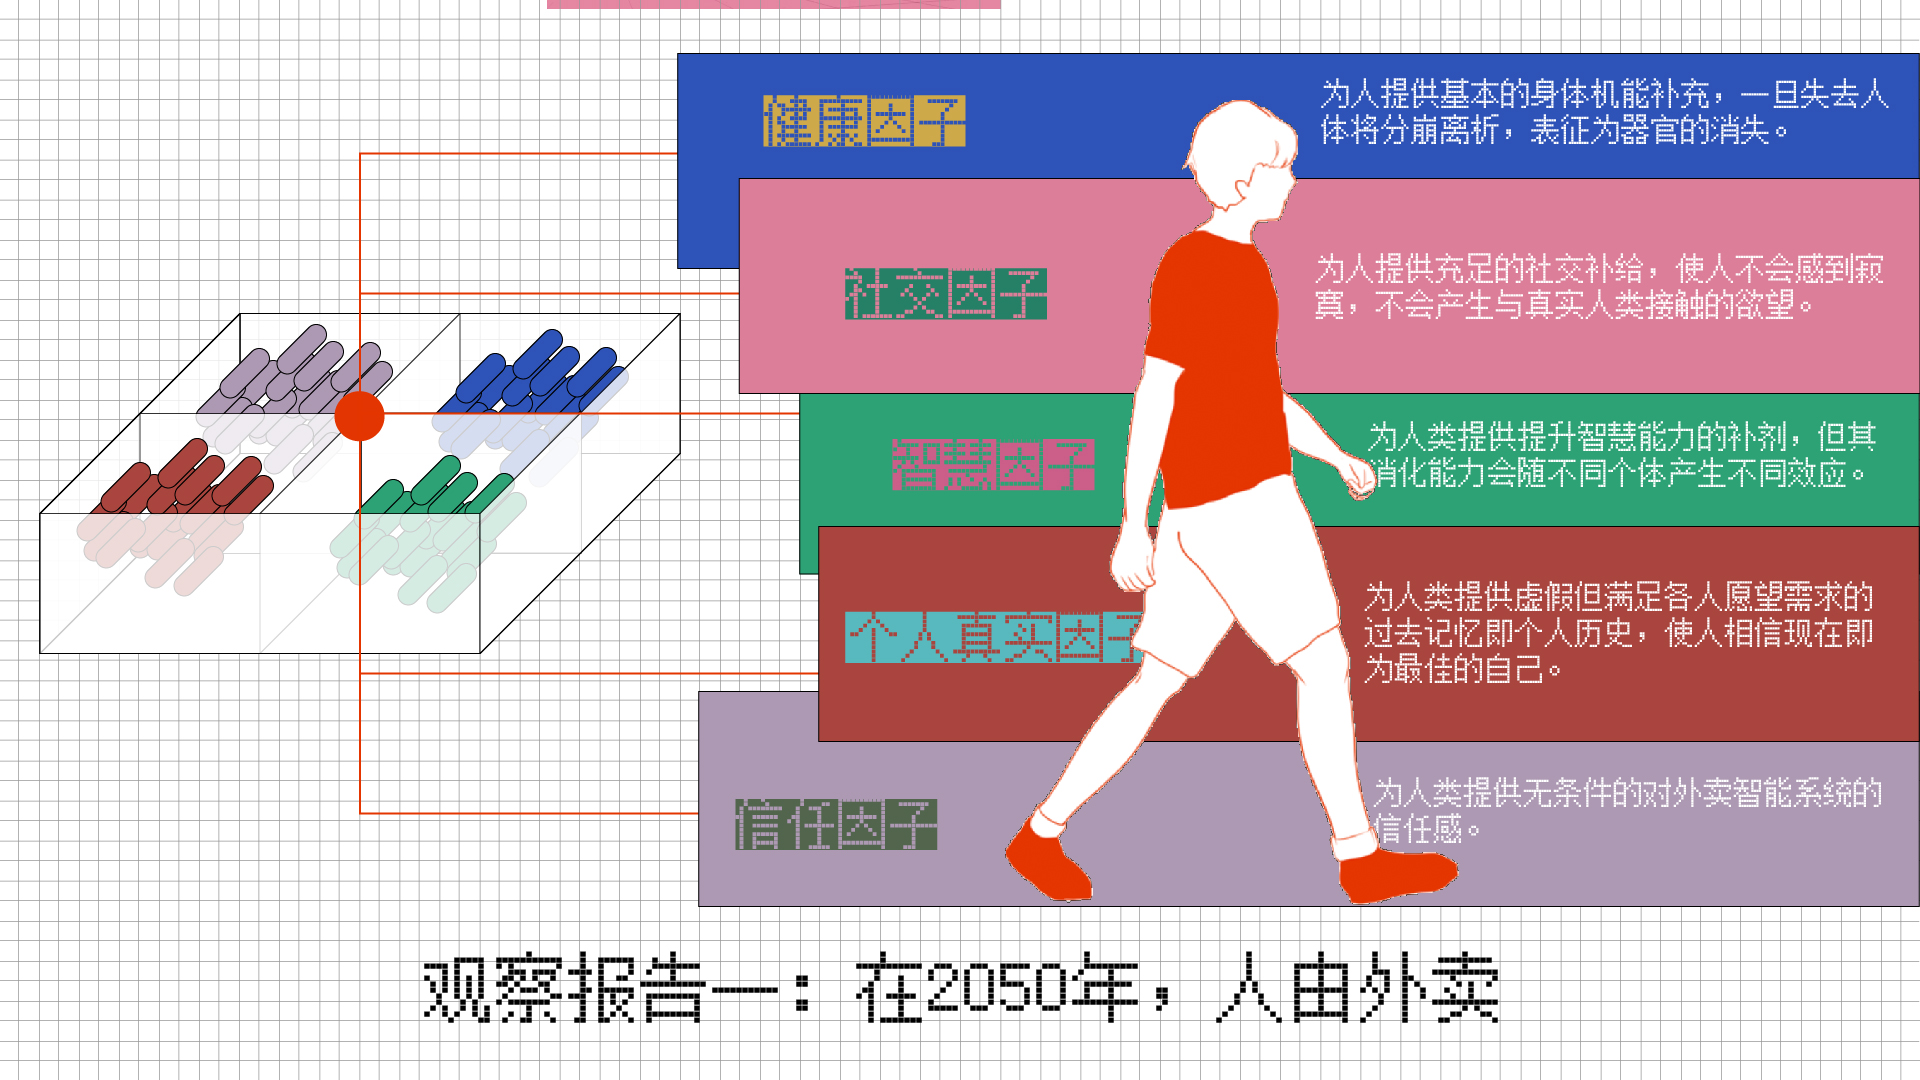 健康因子
为人提供基本的身体机能补充，一旦失去人
体将分崩离析，表征为器官的消失。
社交因子
为人提供充足的社交补给，使人不会感到寂
寞，不会产生与真实人类接触的欲望。
智慧因子
为人类提供提升智慧能力的补剂，但其
消化能力会随不同个体产生不同效应。
个人真实因子
为人类提供虚假但满足各人愿望需求的
过去记忆即个人历史，使人相信现在即
为最佳的自己。
信任因子
为人类提供无条件的对外卖智能系统的
信任感。
观察报告一：在2050年，人由外卖